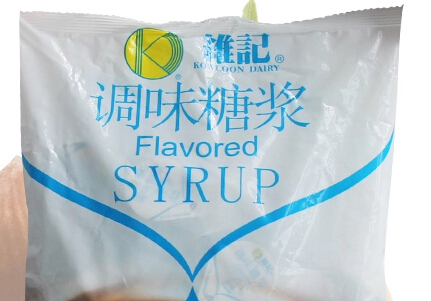 維記®
KOWLOON DAIRY
®
调味糖浆
Flavored
SYRUP